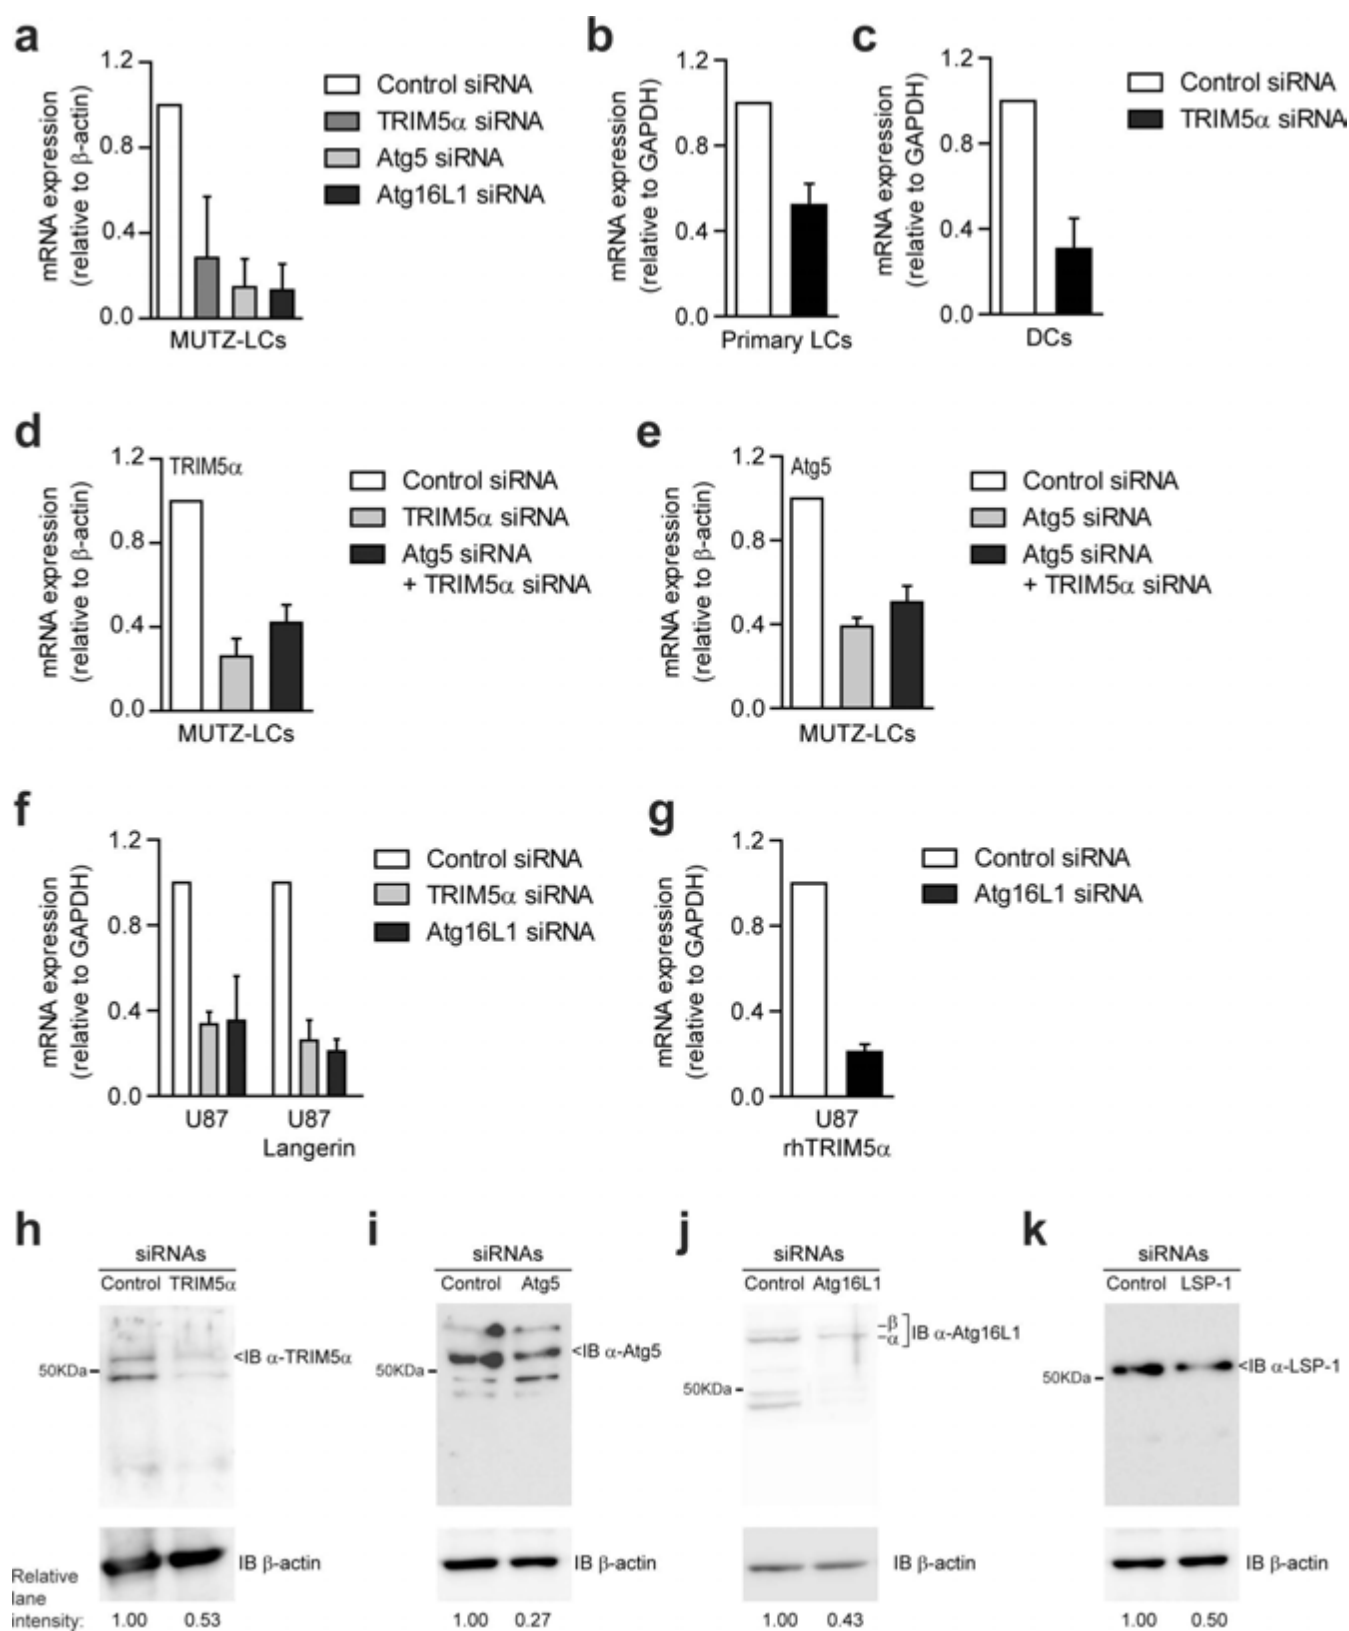 a
b
c
1.2
0.8
0.4
0.0
mRNA expression
(relative to β-actin)
MUTZ-LCs
Control siRNA
TRIM5α siRNA
Atg5 siRNA
Atg16L1 siRNA
1.2
0.8
0.4
0.0
mRNA expression
(relative to GAPDH)
Primary LCs
1.2
0.8
0.4
0.0
mRNA expression
(relative to GAPDH)
DCs
Control siRNA
TRIM5α siRNA
d
e
1.2
0.8
0.4
0.0
mRNA expression
(relative to β-actin)
TRIM5α
MUTZ-LCs
Control siRNA
TRIM5α siRNA
Atg5 siRNA
+ TRIM5α siRNA
1.2
0.8
0.4
0.0
mRNA expression
(relative to β-actin)
Atg5
MUTZ-LCs
Control siRNA
Atg5 siRNA
Atg5 siRNA
+ TRIM5α siRNA
f
g
1.2
0.8
0.4
0.0
mRNA expression
(relative to GAPDH)
U87
U87
Langerin
Control siRNA
TRIM5α siRNA
Atg16L1 siRNA
1.2
0.8
0.4
0.0
mRNA expression
(relative to GAPDH)
U87
rhTRIM5α
Control siRNA
Atg16L1 siRNA
h
siRNAs
Control TRIM5α
<IB α-TRIM5α
50KDa
IB β-actin
Relative
lane
intensity: 1.00 0.53
i
siRNAs
Control Atg5
<IB α-Atg5
50KDa
IB β-actin
1.00 0.27
j
siRNAs
Control Atg16L1
-β
-α
IB α-Atg16L1
50KDa
IB β-actin
1.00 0.43
k
siRNAs
Control LSP-1
<IB α-LSP-1
50KDa
IB β-actin
1.00 0.50